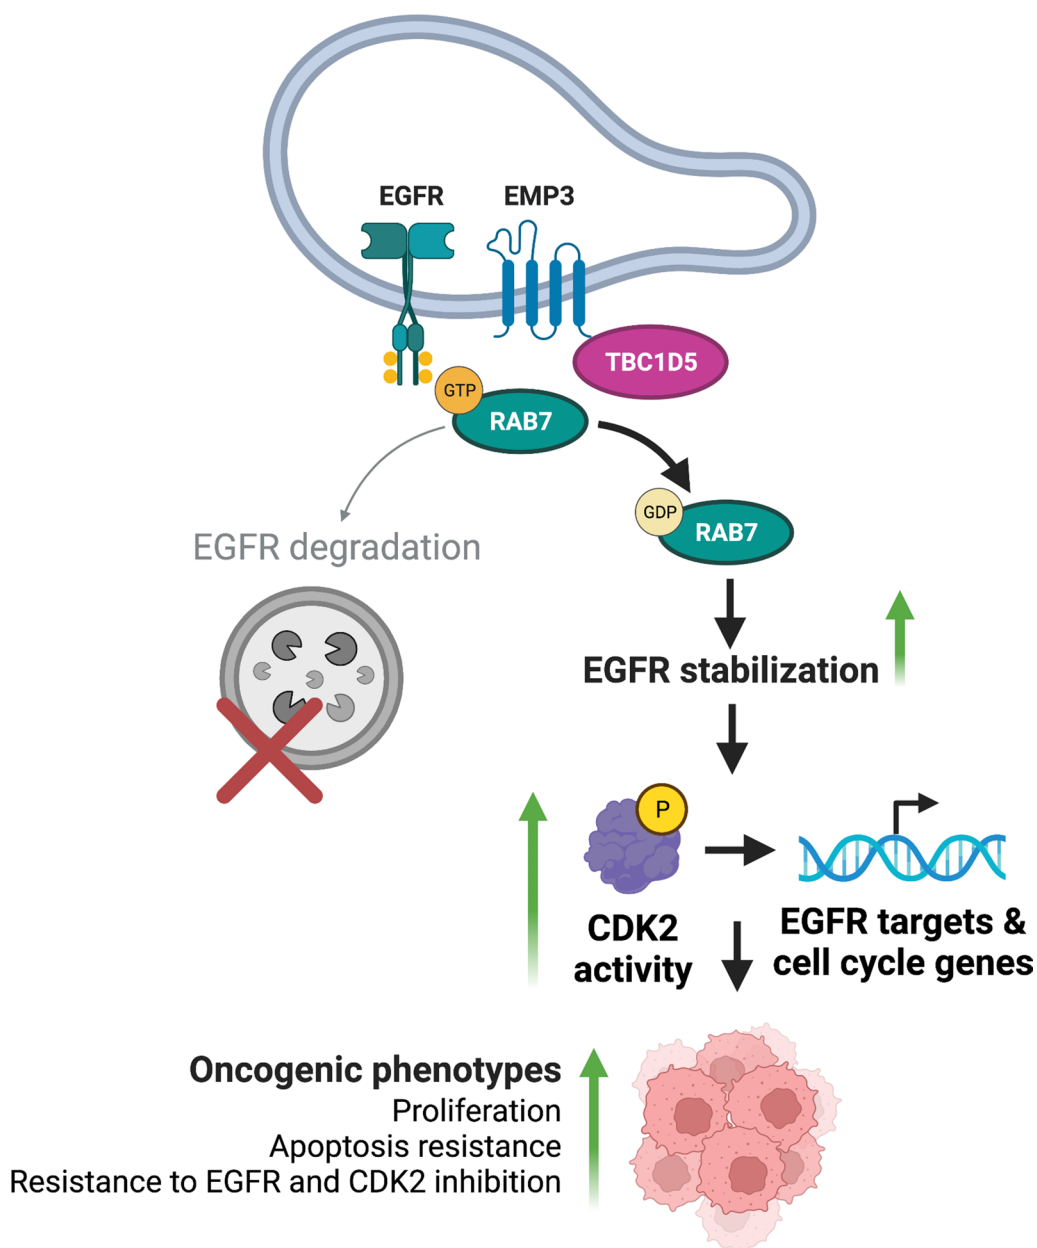 EGFR
EMP3
TBC1D5
GTP
RAB7
GDP
RAB7
EGFR degradation
EGFR stabilization
P
CDK2
activity
EGFR targets &
cell cycle genes
Oncogenic phenotypes
Proliferation
Apoptosis resistance
Resistance to EGFR and CDK2 inhibition